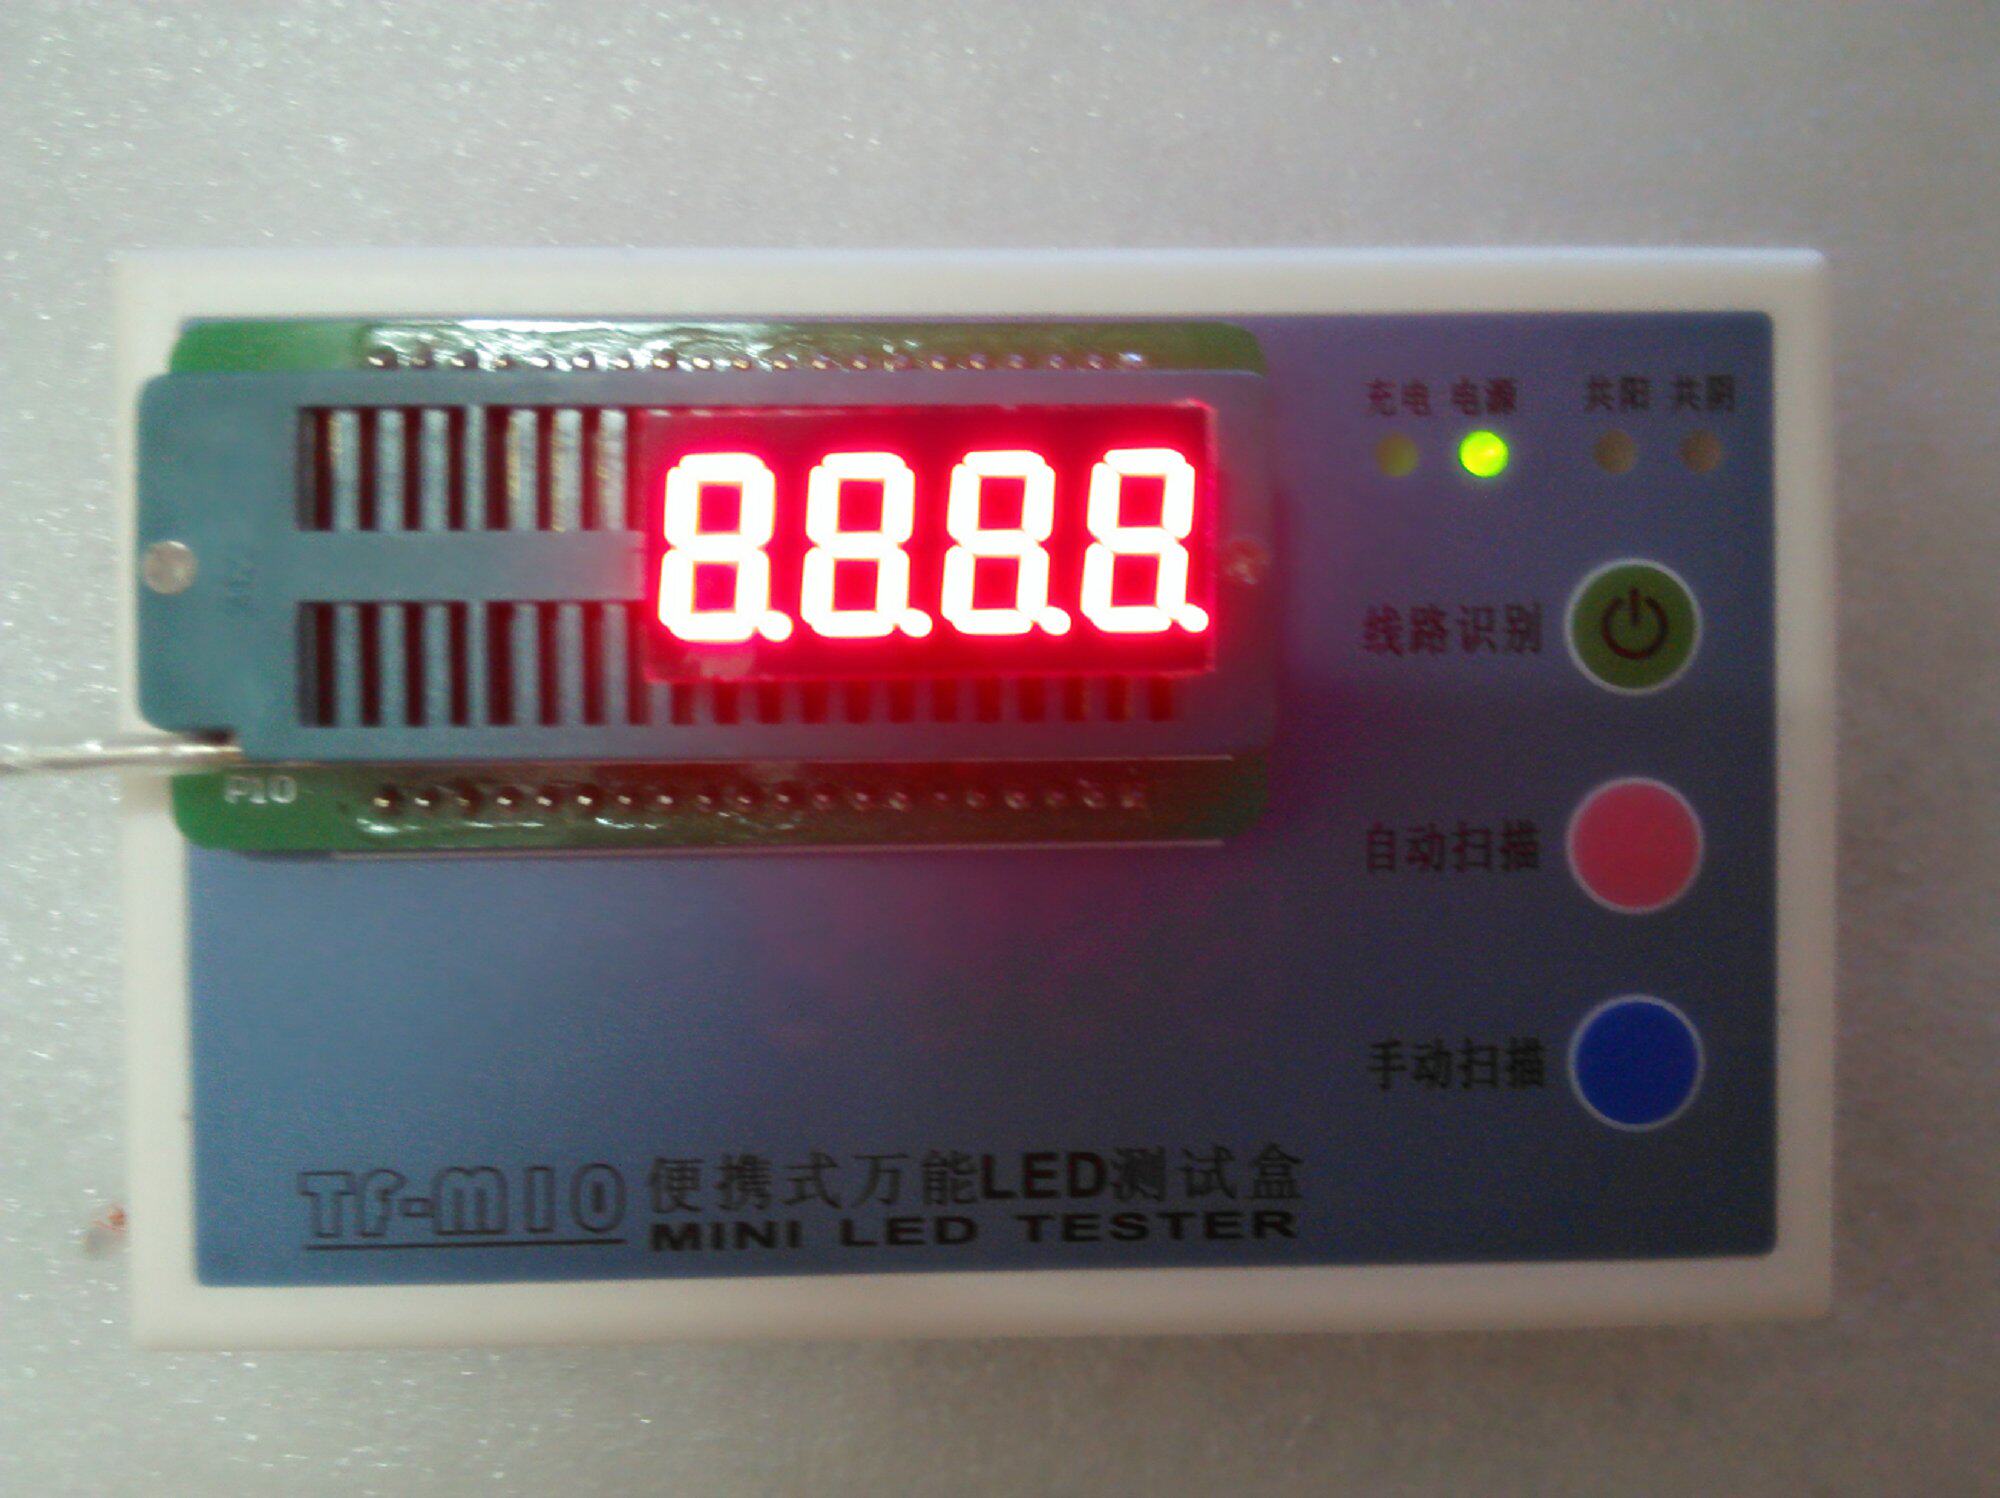 充电 电源 共阳 共阴
8.8.8.8.
线路识别
P10
自动扫描
手动扫描
TF-M10 便携式万能LED测试盒
MINI LED TESTER